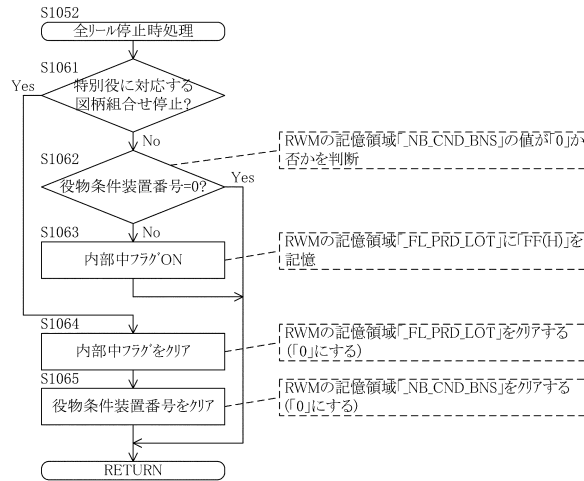 S1052
全リール停止時処理
S1061
特別役に対応する
図柄組合せ停止?
Yes
No
S1062
役物条件装置番号=0?
Yes
RWMの記憶領域「_NB_CND_BNS」の値が「0」か
否かを判断
No
S1063
内部中フラグON
RWMの記憶領域「_FL_PRD_LOT」に「FF(H)」を
記憶
S1064
内部中フラグをクリア
RWMの記憶領域「_FL_PRD_LOT」をクリアする
(「0」にする)
S1065
役物条件装置番号をクリア
RWMの記憶領域「_NB_CND_BNS」をクリアする
(「0」にする)
RETURN